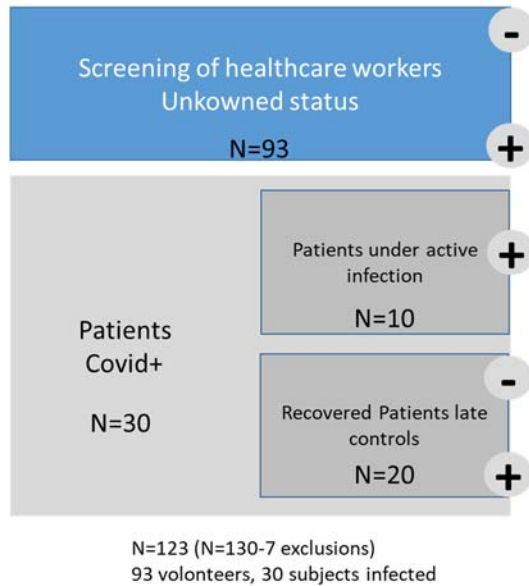 -
Screening of healthcare workers
Unkowned status
N=93
+
Patients under active
infection
+
N=10
Patients
Covid+
N=30
-
Recovered Patients late
controls
N=20
+
N=123 (N=130-7 exclusions)
93 volonteers, 30 subjects infected